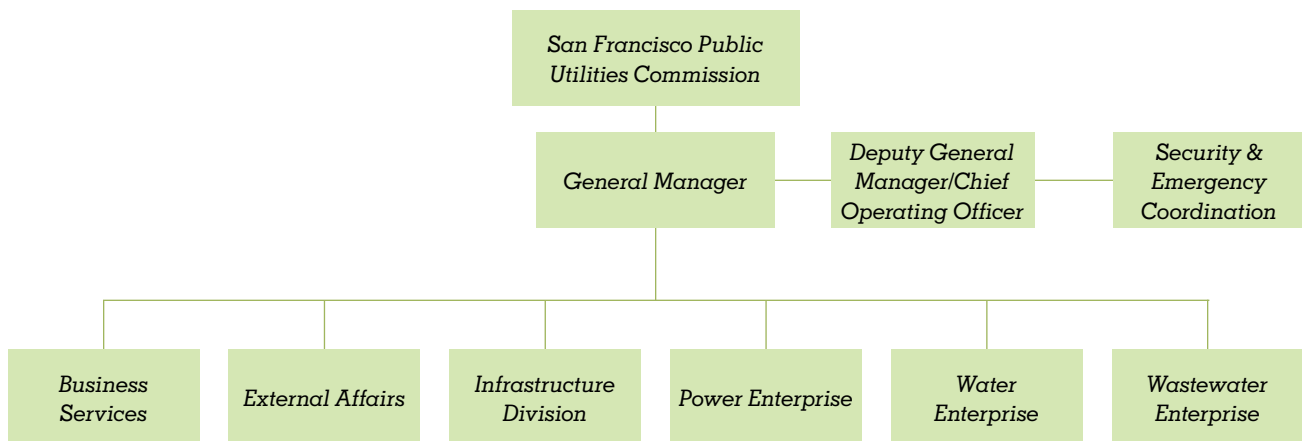 San Francisco Public
Utilities Commission
General Manager
Deputy General
Manager/Chief
Operating Officer
Security &
Emergency
Coordination
Business
Services
External Affairs
Infrastructure
Division
Power Enterprise
Water
Enterprise
Wastewater
Enterprise